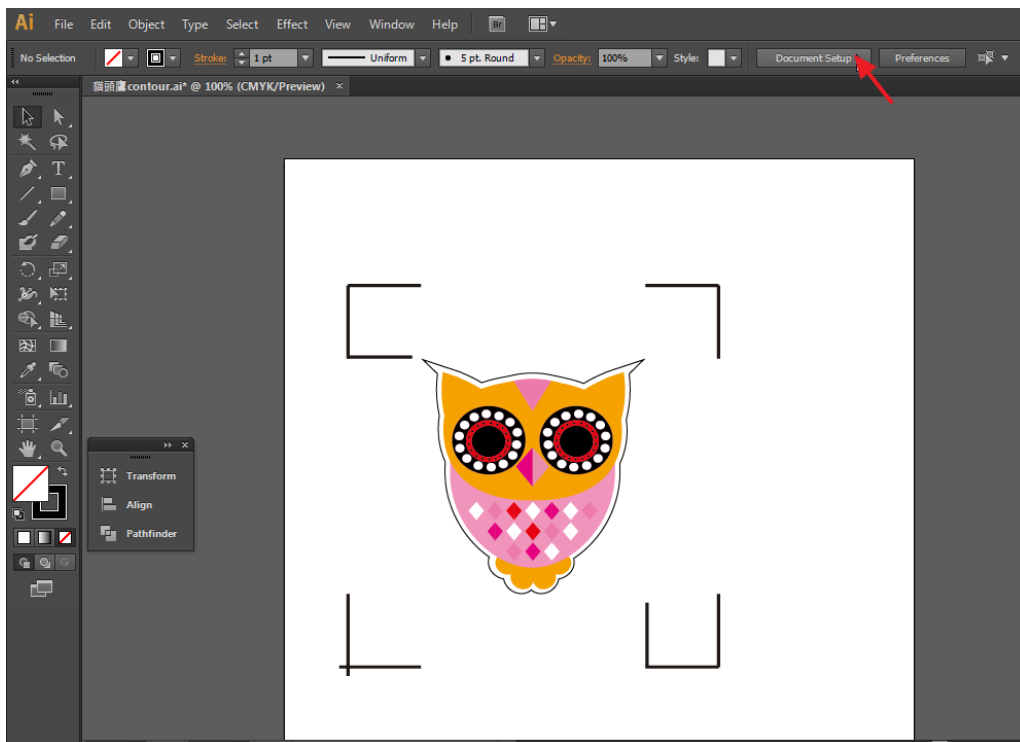 Ai File Edit Object Type Select Effect View Window Help Br
No Selection Stroke: 1 pt Uniform 5 pt. Round Opacity: 100% Style: Document Setup Preferences
貓頭鷹contour.ai* @ 100% (CMYK/Preview) ×
T
Transform
Align
Pathfinder